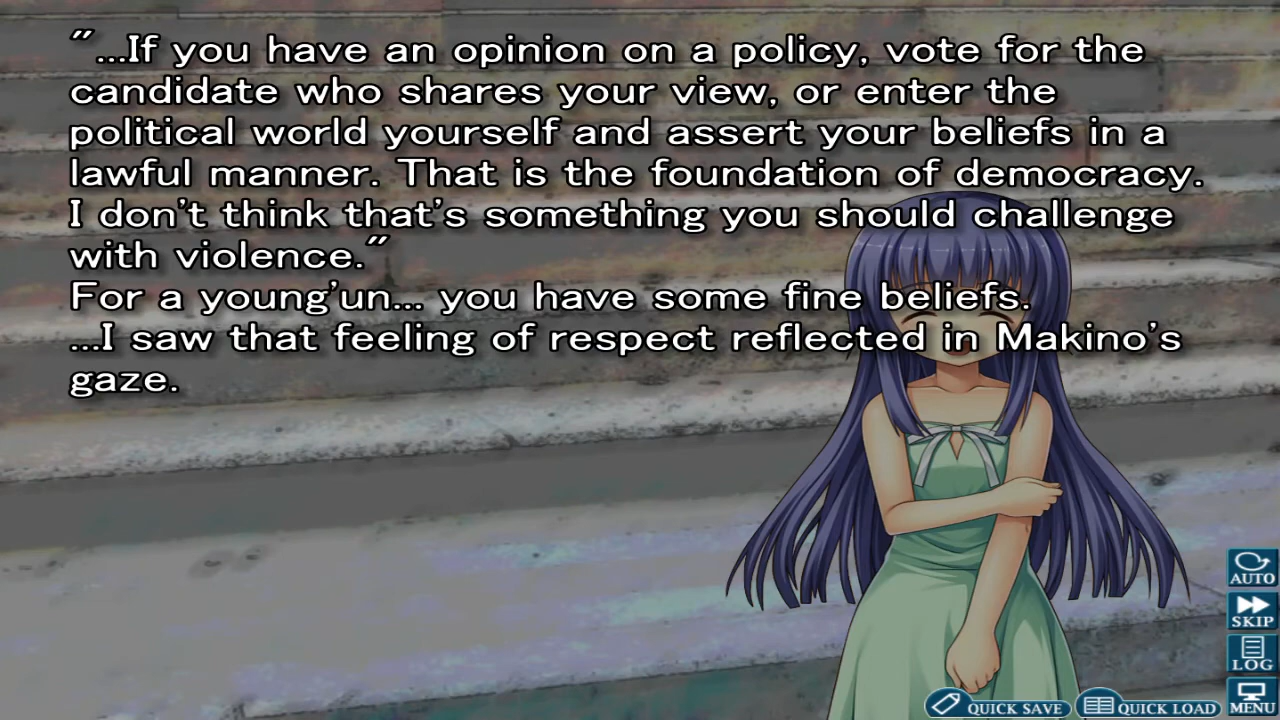 "...If you have an opinion on a policy, vote for the
candidate who shares your view, or enter the
political world yourself and assert your beliefs in a
lawful manner. That is the foundation of democracy.
I don't think that's something you should challenge
with violence."
For a young'un... you have some fine beliefs.
...I saw that feeling of respect reflected in Makino's
gaze.
AUTO
SKIP
LOG
QUICK SAVE
QUICK LOAD
MENU